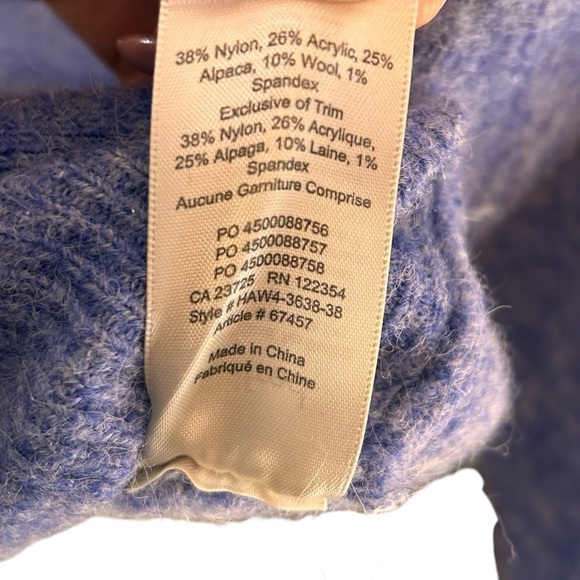 38% Nylon, 26% Acrylic, 25%
Alpaca, 10% Wool, 1%
Spandex
Exclusive of Trim
38% Nylon, 26% Acrylique,
25% Alpaga, 10% Laine, 1%
Spandex
Aucune Garniture Comprise
PO 4500088756
PO 4500088757
PO 4500088758
CA 23725 RN 122354
Style # HAW4-3638-38
Article # 67457
Made in China
Fabriqué en Chine